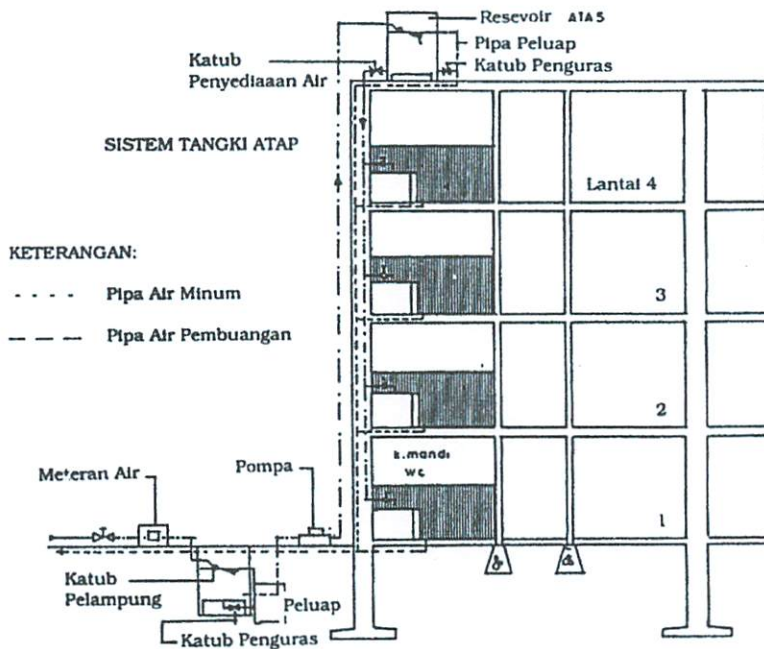 Resevoir ATAS
Pipa Peluap
Katub
Penyediaaan Air
Katub Penguras
SISTEM TANGKI ATAP
Lantai 4
KETERANGAN:
Pipa Air Minum
3
Pipa Air Pembuangan
2
k.mandi
wc
Meteran Air
Pompa
1
Katub
Pelampung
Peluap
Katub Penguras